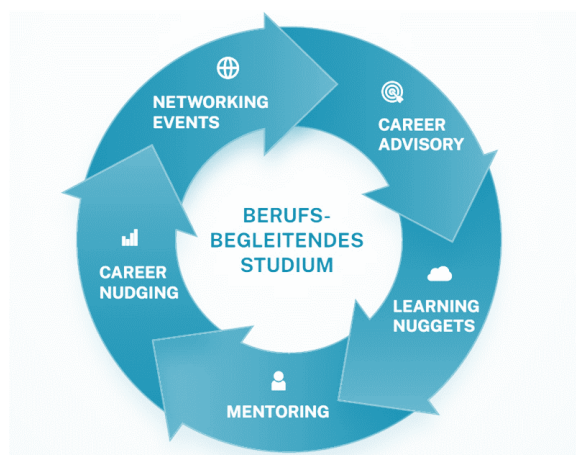 NETWORKING
EVENTS
CAREER
ADVISORY
BERUFS-
BEGLEITENDES
STUDIUM
CAREER
NUDGING
LEARNING
NUGGETS
MENTORING